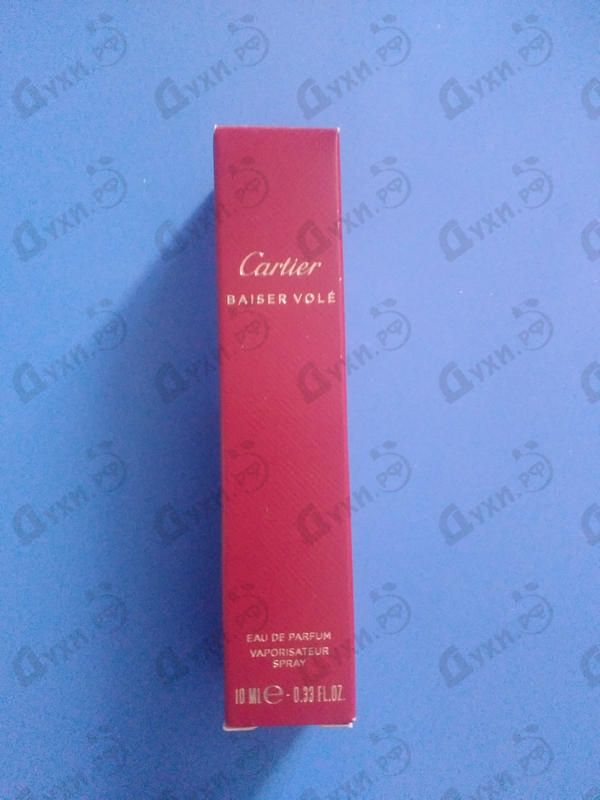 Cartier
BAISER VOLÉ
EAU DE PARFUM
VAPORISATEUR
SPRAY
10 ML e - 0.33 FL.OZ.
Духи.РФ